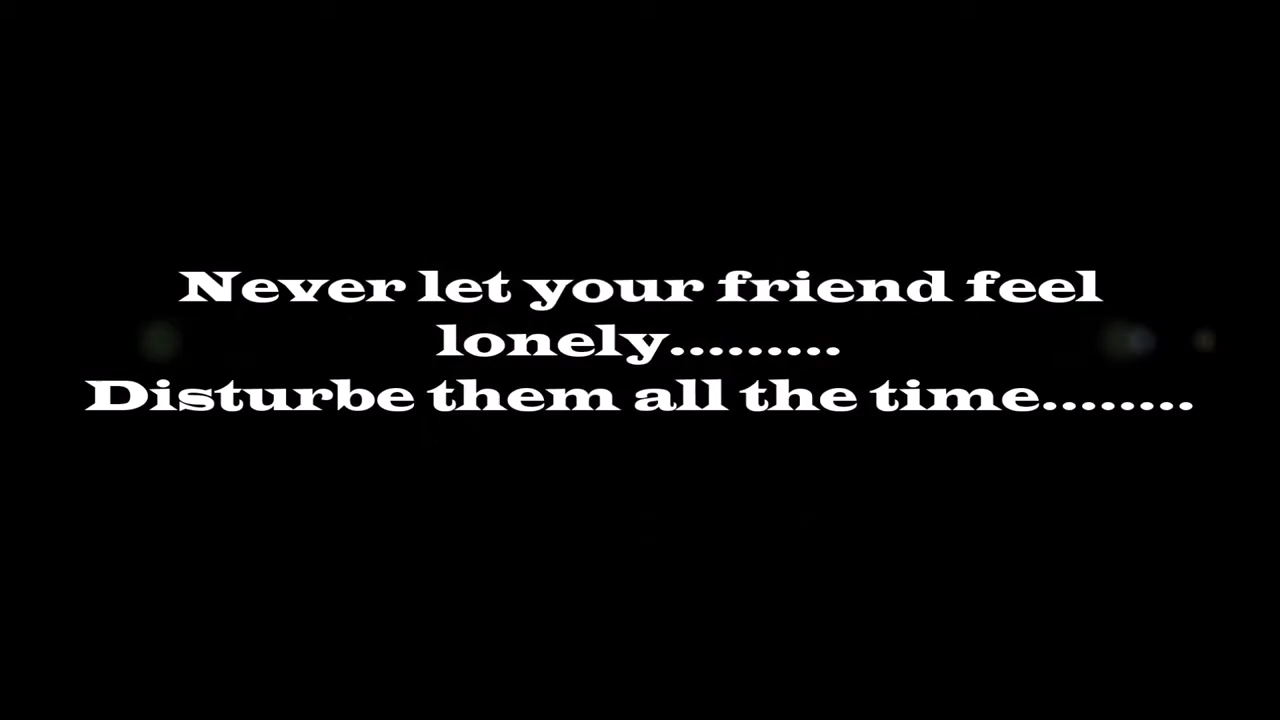 Never let your friend feel
lonely.........
Disturbe them all the time........